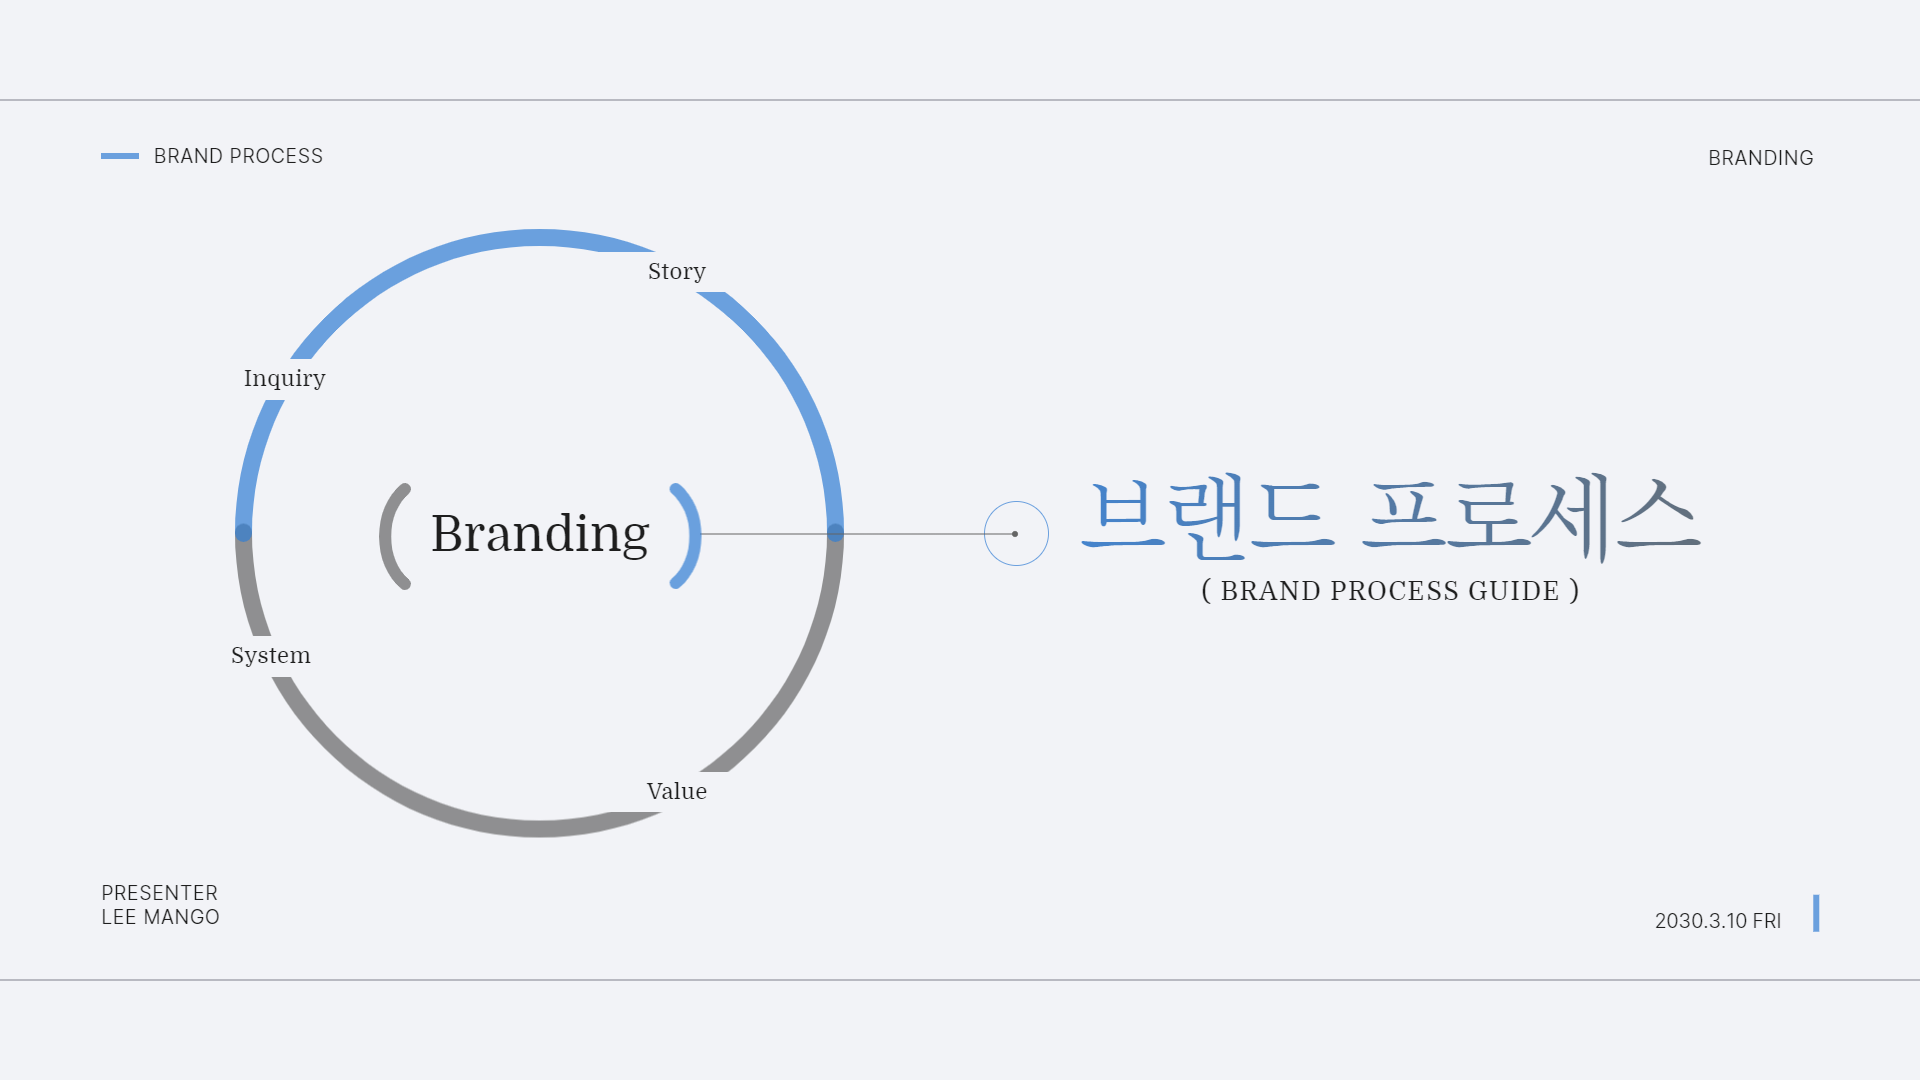 BRAND PROCESS
BRANDING
Story
Inquiry
Branding
System
Value
브랜드 프로세스
( BRAND PROCESS GUIDE )
PRESENTER
LEE MANGO
2030.3.10 FRI